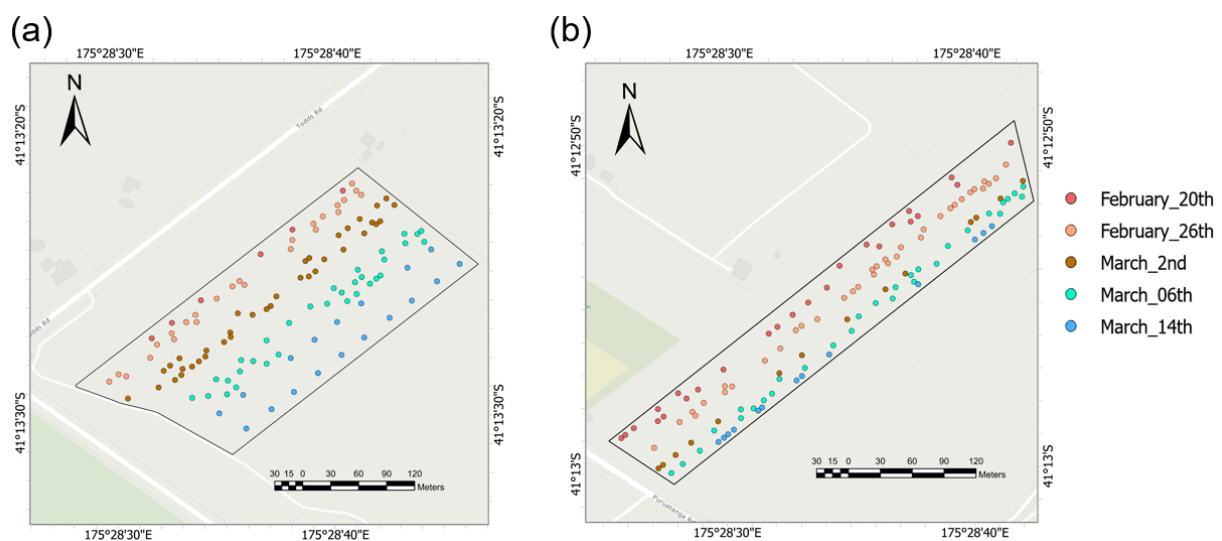 (a)
(b)
175°28'30"E
175°28'40"E
175°28'30"E
175°28'40"E
N
N
41°13'20"S
41°13'20"S
41°12'50"S
41°12'50"S
Todds Rd
February_20th
February_26th
March_2nd
March_06th
March_14th
41°13'30"S
41°13'30"S
41°13'S
41°13'S
30 15 0 30 60 90 120
Meters
30 15 0 30 60 90 120
Meters
175°28'30"E
175°28'40"E
175°28'30"E
175°28'40"E